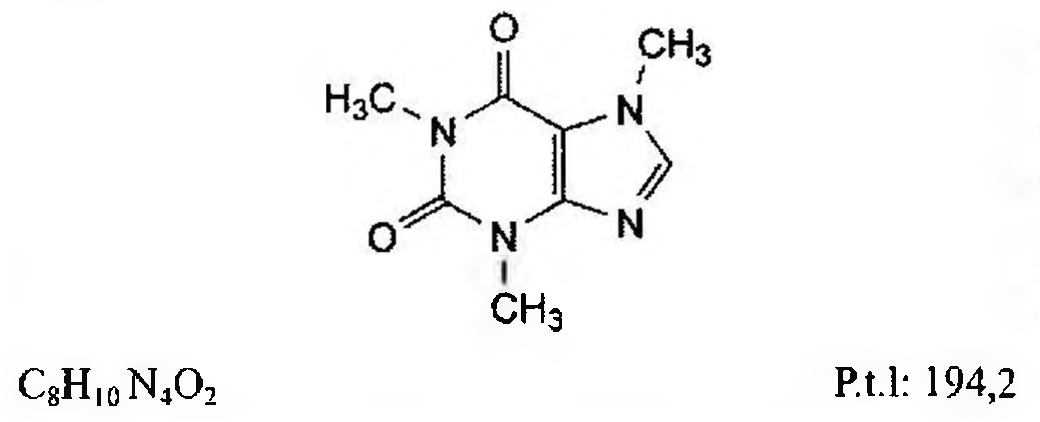 O
CH₃
H₃C
N
N
O
N
N
CH₃
C₈H₁₀N₄O₂ P.t.l: 194,2